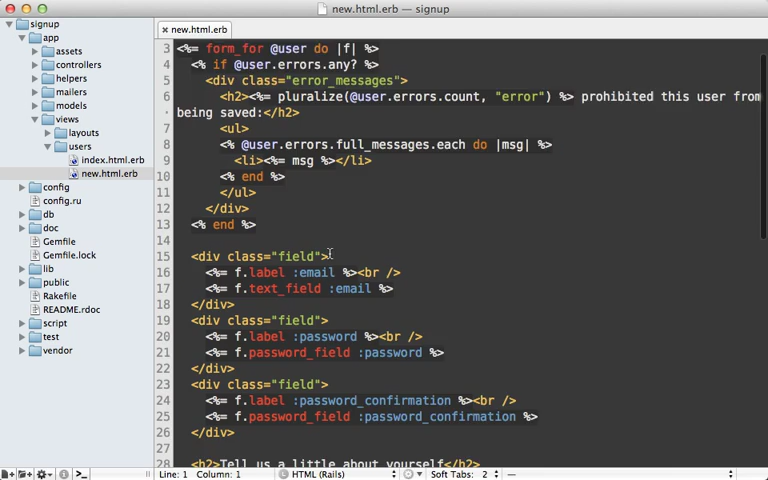 new.html.erb — signup
signup
app
assets
controllers
helpers
mailers
models
views
layouts
users
index.html.erb
new.html.erb
config
config.ru
db
doc
Gemfile
Gemfile.lock
lib
public
Rakefile
README.rdoc
script
test
vendor
× new.html.erb
3 <%= form_for @user do |f| %>
4 <% if @user.errors.any? %>
5 <div class="error_messages">
6 <h2><%= pluralize(@user.errors.count, "error") %> prohibited this user from
· being saved:</h2>
7 <ul>
8 <% @user.errors.full_messages.each do |msg| %>
9 <li><%= msg %></li>
10 <% end %>
11 </ul>
12 </div>
13 <% end %>
14
15 <div class="field">
16 <%= f.label :email %><br />
17 <%= f.text_field :email %>
18 </div>
19 <div class="field">
20 <%= f.label :password %><br />
21 <%= f.password_field :password %>
22 </div>
23 <div class="field">
24 <%= f.label :password_confirmation %><br />
25 <%= f.password_field :password_confirmation %>
26 </div>
27
28 <h2>Tell us a little about yourself</h2>
Line: 1 Column: 1 HTML (Rails) Soft Tabs: 2 —